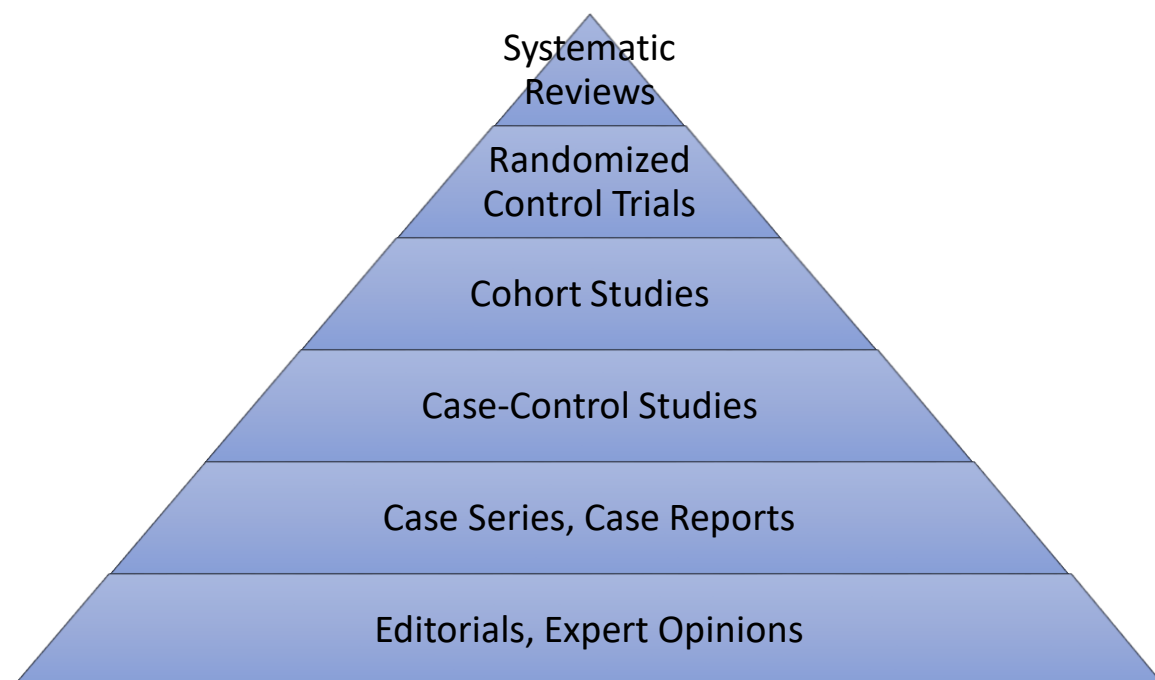 Systematic
Reviews
Randomized
Control Trials
Cohort Studies
Case-Control Studies
Case Series, Case Reports
Editorials, Expert Opinions